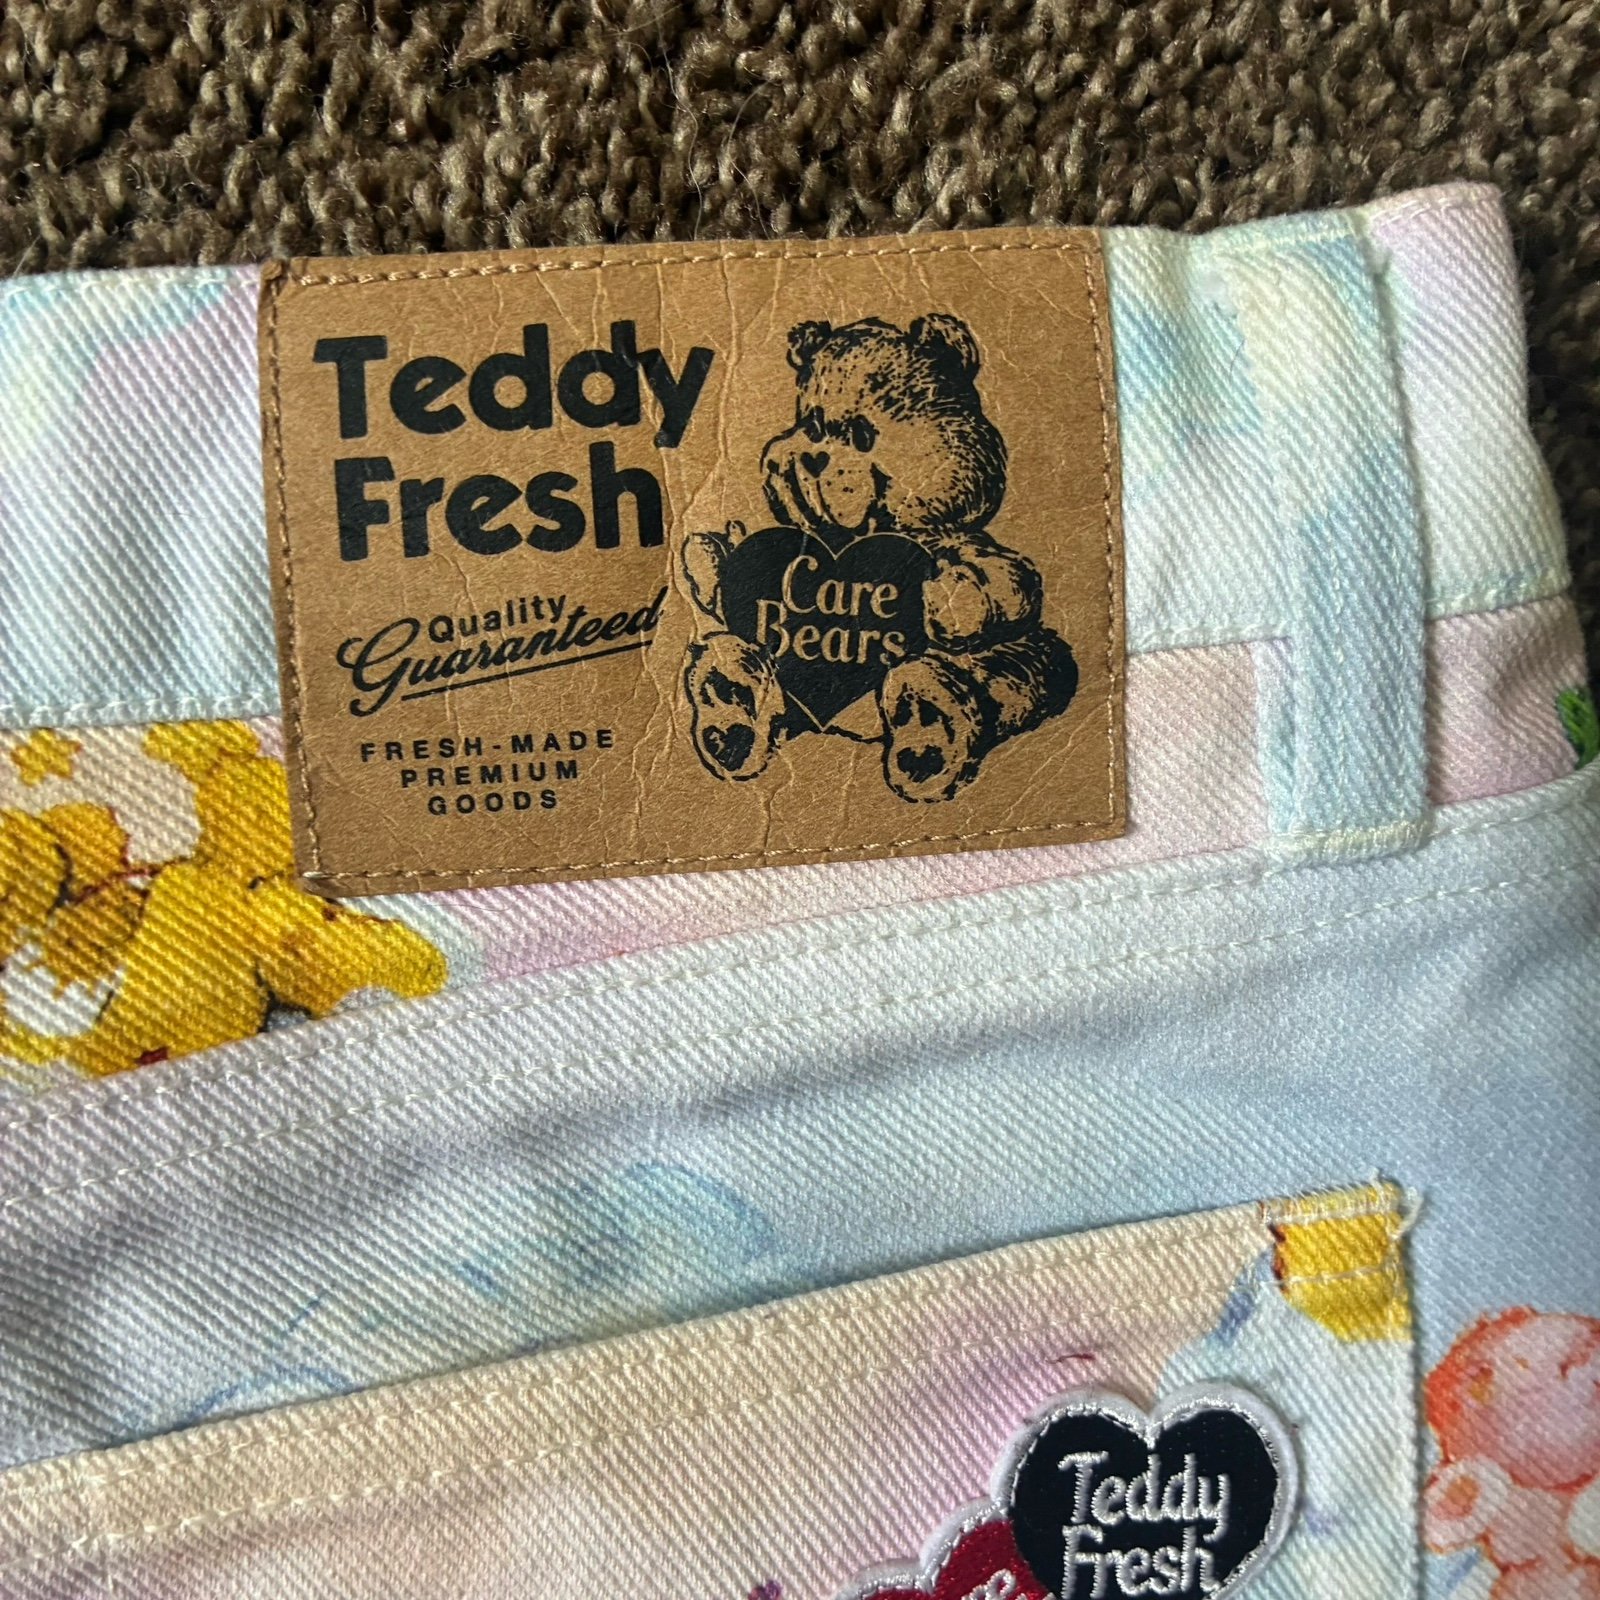 Teddy
Fresh
Quality
Guaranteed
FRESH-MADE
PREMIUM
GOODS
Care
Bears
Teddy
Fresh